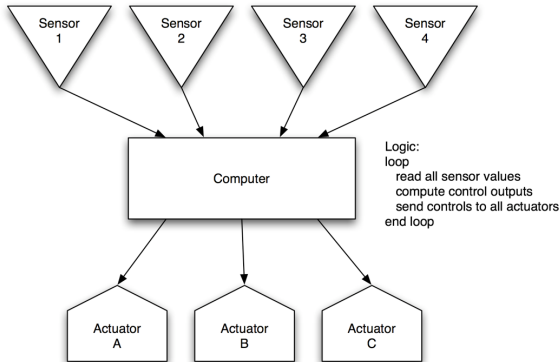 Sensor
1
Sensor
2
Sensor
3
Sensor
4
Computer
Logic:
loop
read all sensor values
compute control outputs
send controls to all actuators
end loop
Actuator
A
Actuator
B
Actuator
C